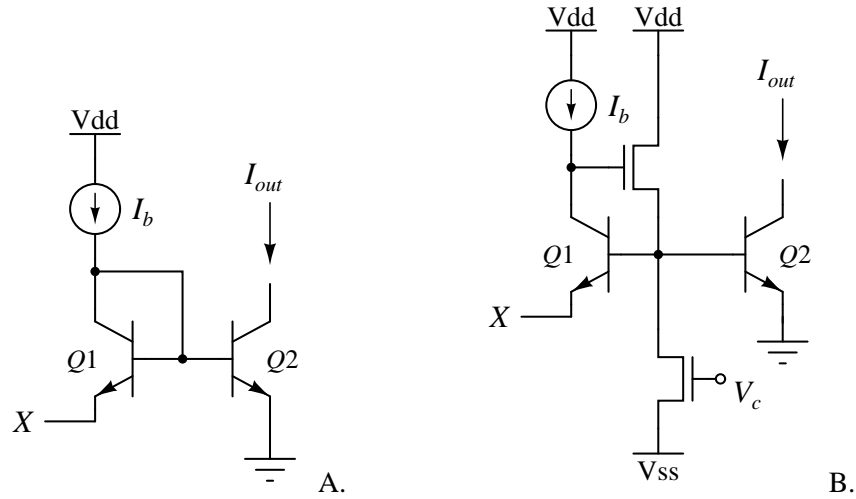 Vdd
I_b
I_out
Q1
Q2
X
A.
Vdd
Vdd
I_b
I_out
Q1
Q2
X
V_c
Vss
B.